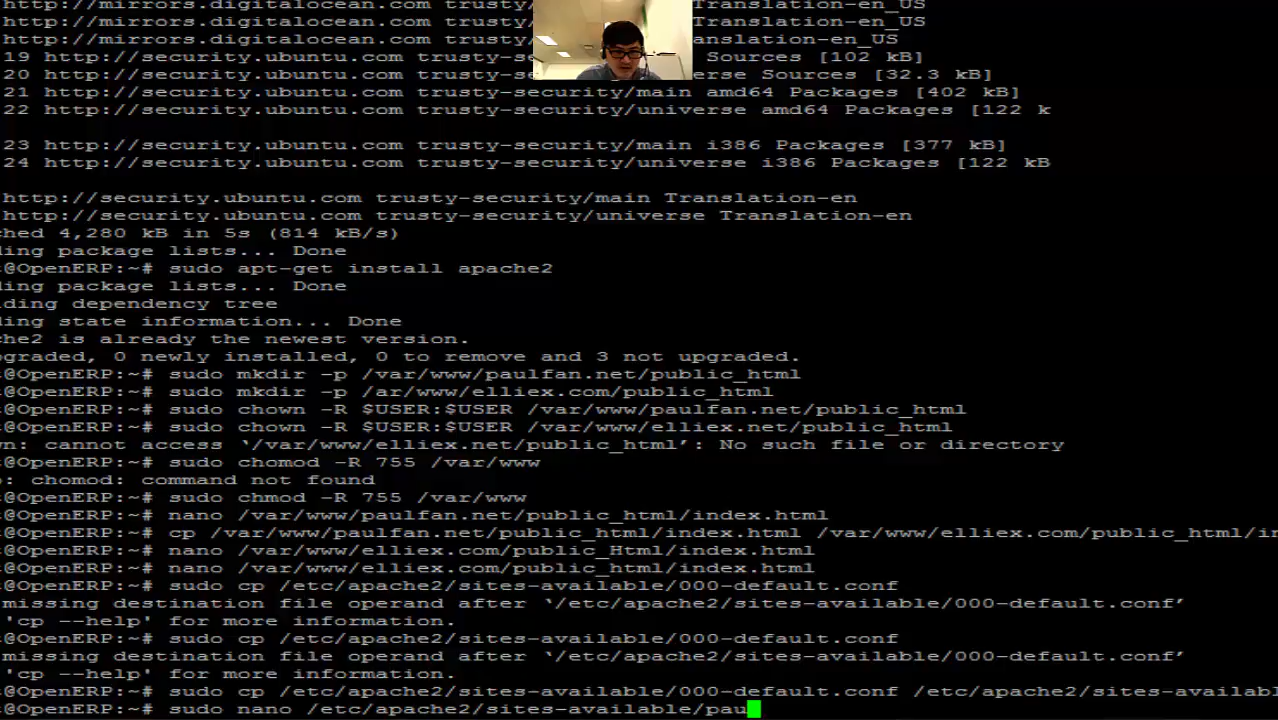 http://mirrors.digitalocean.com trusty Translation-en_US
http://mirrors.digitalocean.com trusty- Translation-en_US
http://mirrors.digitalocean.com trusty- anslation-en_US
19 http://security.ubuntu.com trusty-s Sources [102 kB]
20 http://security.ubuntu.com trusty-s erse Sources [32.3 kB]
21 http://security.ubuntu.com trusty-security/main amd64 Packages [402 kB]
22 http://security.ubuntu.com trusty-security/universe amd64 Packages [122 k
23 http://security.ubuntu.com trusty-security/main i386 Packages [377 kB]
24 http://security.ubuntu.com trusty-security/universe i386 Packages [122 kB
http://security.ubuntu.com trusty-security/main Translation-en
http://security.ubuntu.com trusty-security/universe Translation-en
ched 4,280 kB in 5s (814 kB/s)
ding package lists... Done
t@OpenERP:~# sudo apt-get install apache2
ding package lists... Done
lding dependency tree
ding state information... Done
che2 is already the newest version.
pgraded, 0 newly installed, 0 to remove and 3 not upgraded.
t@OpenERP:~# sudo mkdir -p /var/www/paulfan.net/public_html
t@OpenERP:~# sudo mkdir -p /ar/www/elliex.com/public_html
t@OpenERP:~# sudo chown -R $USER:$USER /var/www/paulfan.net/public_html
t@OpenERP:~# sudo chown -R $USER:$USER /var/www/elliex.net/public_html
wn: cannot access ‘/var/www/elliex.net/public_html’: No such file or directory
t@OpenERP:~# sudo chomod -R 755 /var/www
o: chomod: command not found
t@OpenERP:~# sudo chmod -R 755 /var/www
t@OpenERP:~# nano /var/www/paulfan.net/public_html/index.html
t@OpenERP:~# cp /var/www/paulfan.net/public_html/index.html /var/www/elliex.com/public_html/in
t@OpenERP:~# nano /var/www/elliex.com/public_Html/index.html
t@OpenERP:~# nano /var/www/elliex.com/public_html/index.html
t@OpenERP:~# sudo cp /etc/apache2/sites-available/000-default.conf
missing destination file operand after ‘/etc/apache2/sites-available/000-default.conf’
'cp --help' for more information.
t@OpenERP:~# sudo cp /etc/apache2/sites-available/000-default.conf
missing destination file operand after ‘/etc/apache2/sites-available/000-default.conf’
'cp --help' for more information.
t@OpenERP:~# sudo cp /etc/apache2/sites-available/000-default.conf /etc/apache2/sites-availabl
t@OpenERP:~# sudo nano /etc/apache2/sites-available/pau